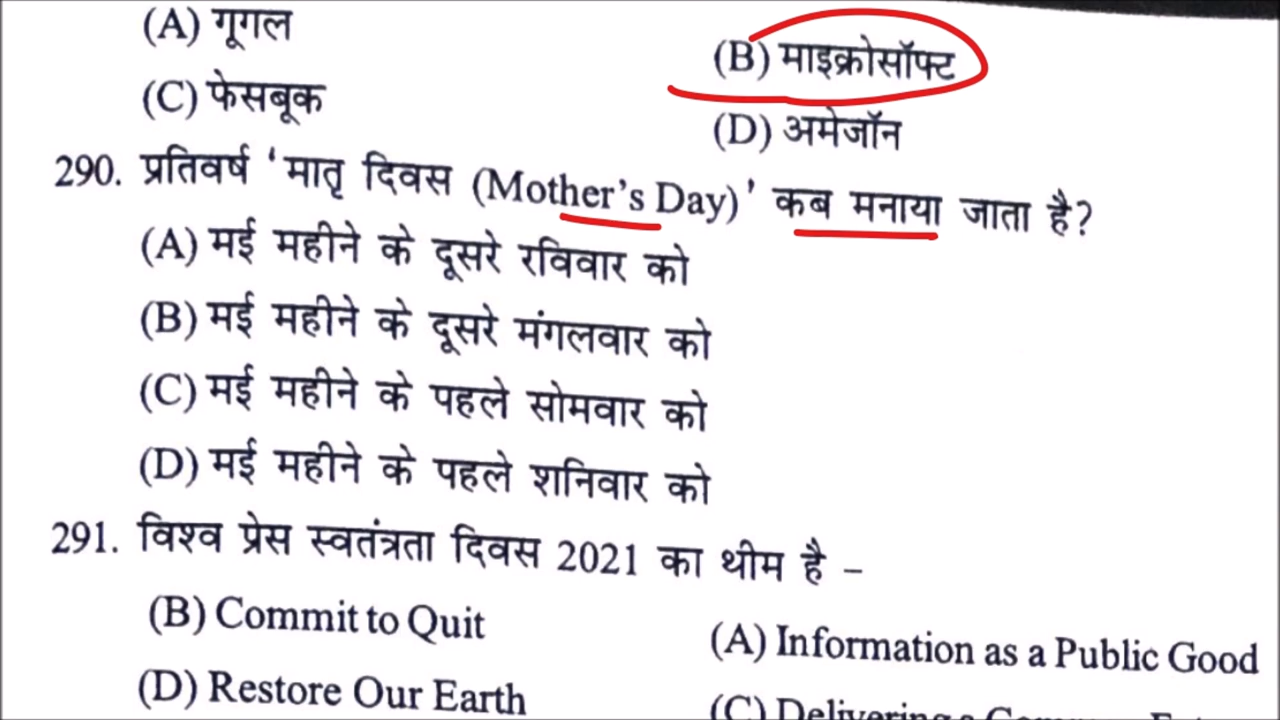 (A) गूगल
(B) माइक्रोसॉफ्ट
(C) फेसबूक
(D) अमेजॉन
290. प्रतिवर्ष ‘मातृ दिवस (Mother’s Day)’ कब मनाया जाता है?
(A) मई महीने के दूसरे रविवार को
(B) मई महीने के दूसरे मंगलवार को
(C) मई महीने के पहले सोमवार को
(D) मई महीने के पहले शनिवार को
291. विश्व प्रेस स्वतंत्रता दिवस 2021 का थीम है –
(B) Commit to Quit
(A) Information as a Public Good
(D) Restore Our Earth
(C) Delivering a